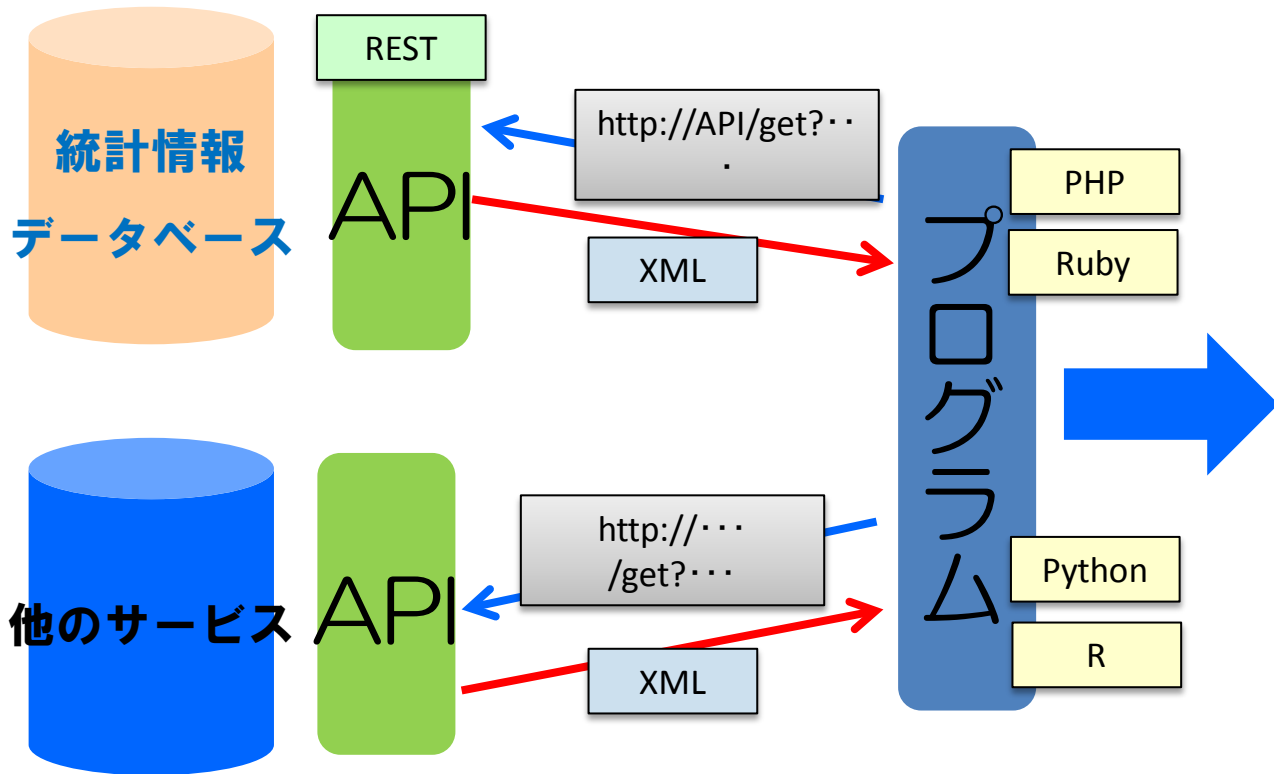 統計情報
データベース
REST
API
http://API/get?・・
・
XML
プログラム
PHP
Ruby
他のサービス
API
http://・・・
/get?・・・
XML
Python
R